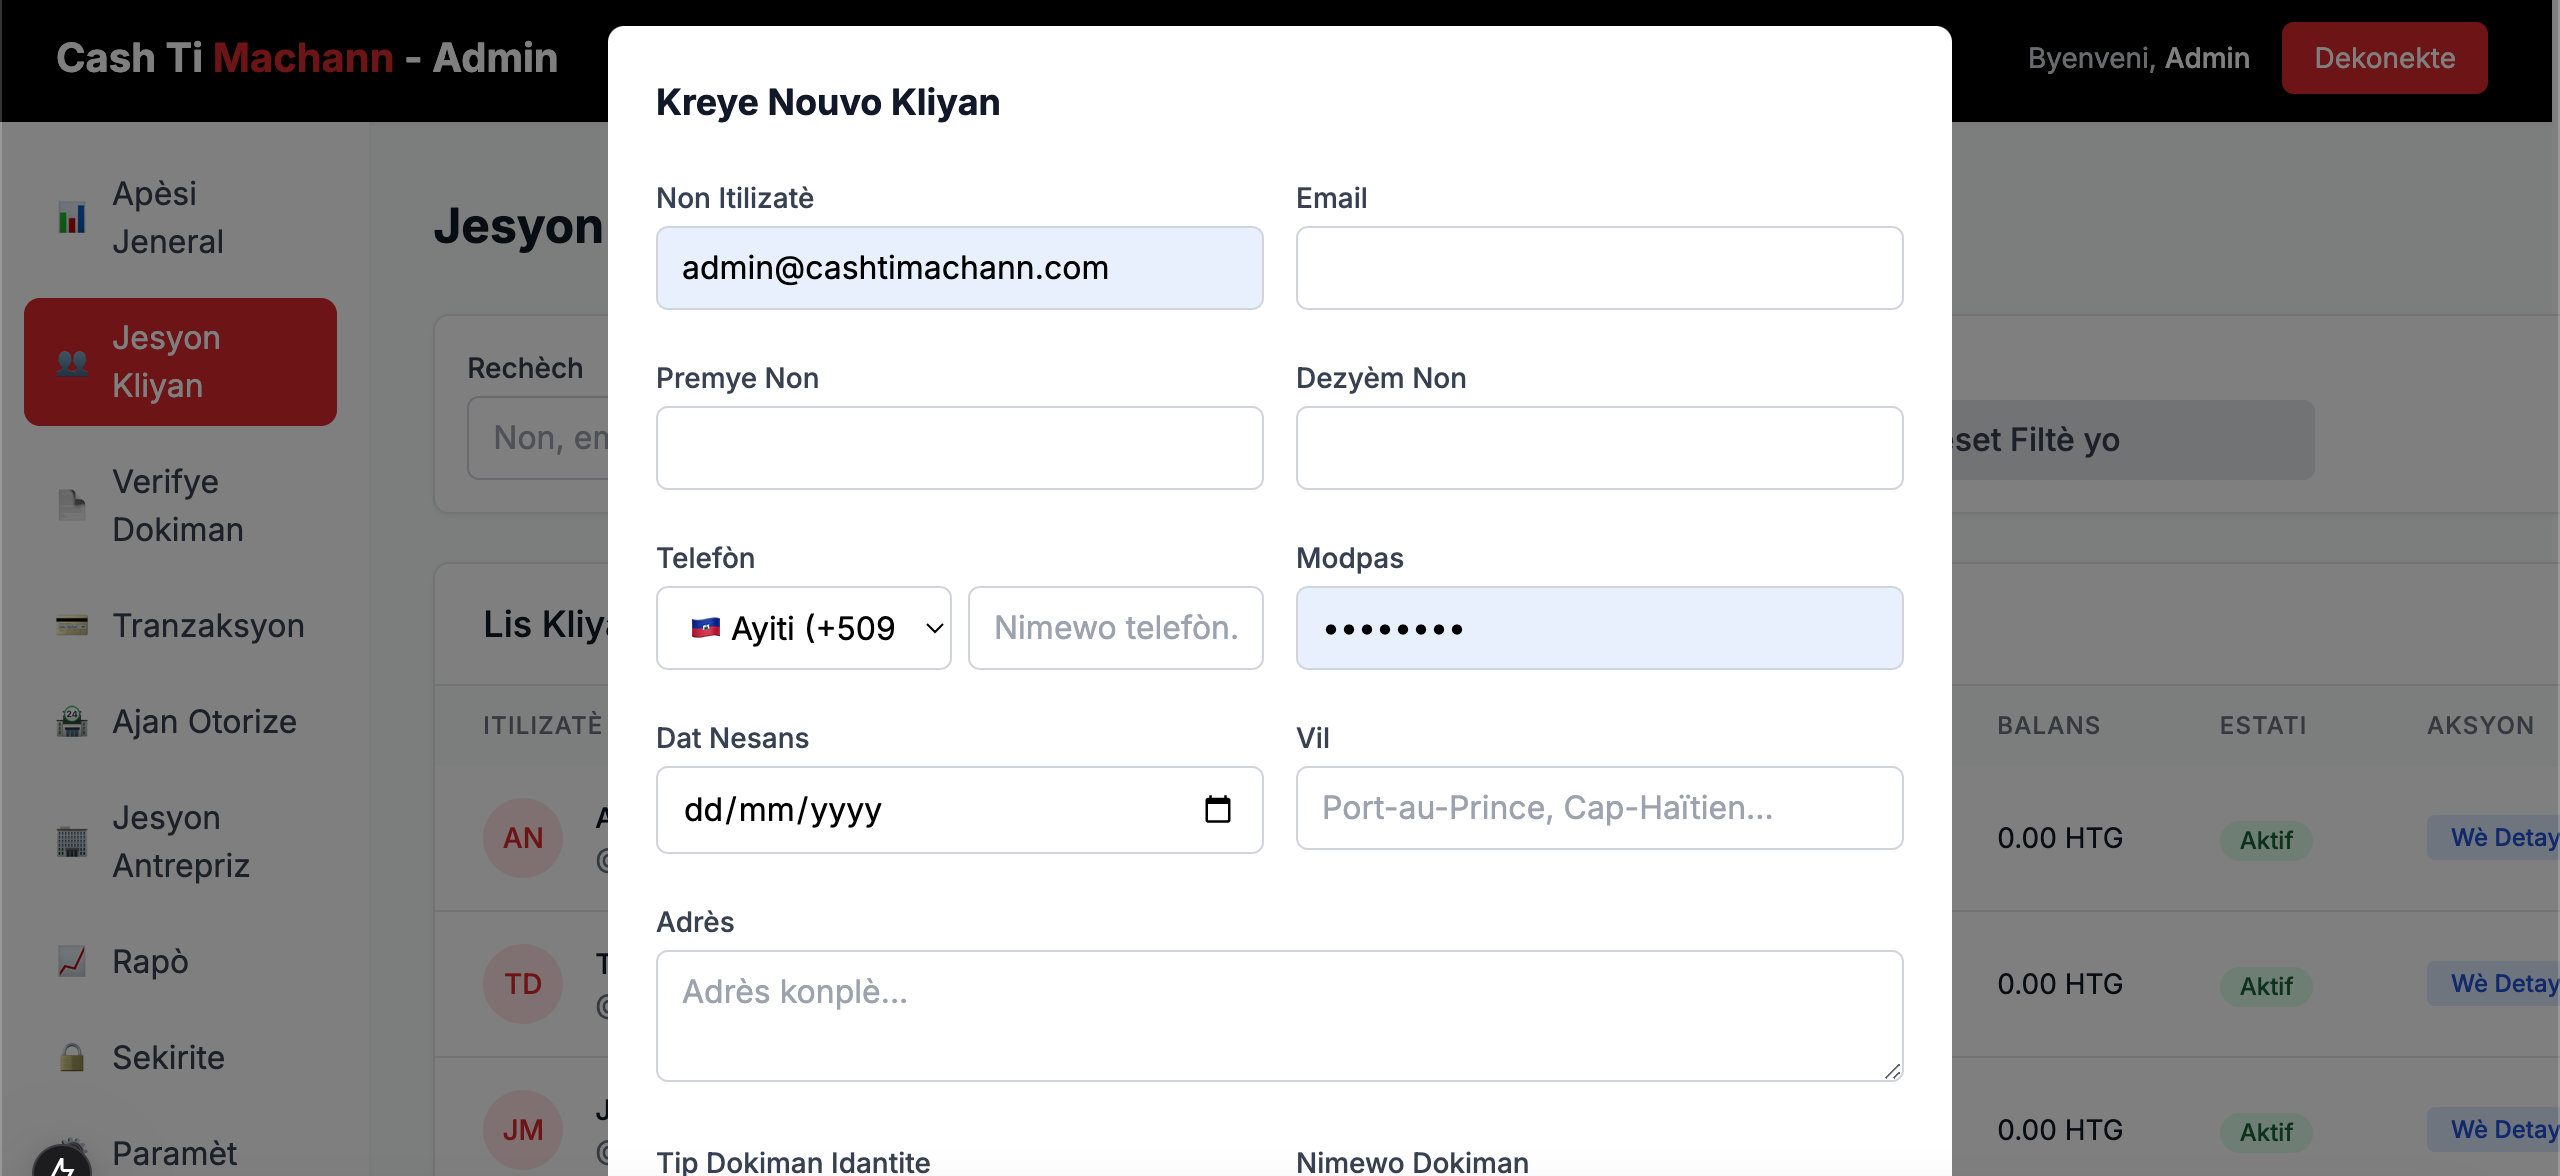 Cash Ti Machann - Admin
Byenveni, Admin
Dekonekte
Apèsi
Jeneral
Jesyon
Kliyan
Verifye
Dokiman
Tranzaksyon
Ajan Otorize
Jesyon
Antrepriz
Rapò
Sekirite
Paramèt
Jesyon
Rechèch
Non, em
set Filtè yo
Lis Kliya
ITILIZATÈ
BALANS
ESTATI
AKSYON
AN
0.00 HTG
Aktif
Wè Detay
TD
0.00 HTG
Aktif
Wè Detay
JM
0.00 HTG
Aktif
Wè Detay
Kreye Nouvo Kliyan
Non Itilizatè
admin@cashtimachann.com
Email
Premye Non
Dezyèm Non
Telefòn
Ayiti (+509
Nimewo telefòn.
Modpas
••••••••
Dat Nesans
dd/mm/yyyy
Vil
Port-au-Prince, Cap-Haïtien...
Adrès
Adrès konplè...
Tip Dokiman Idantite
Nimewo Dokiman